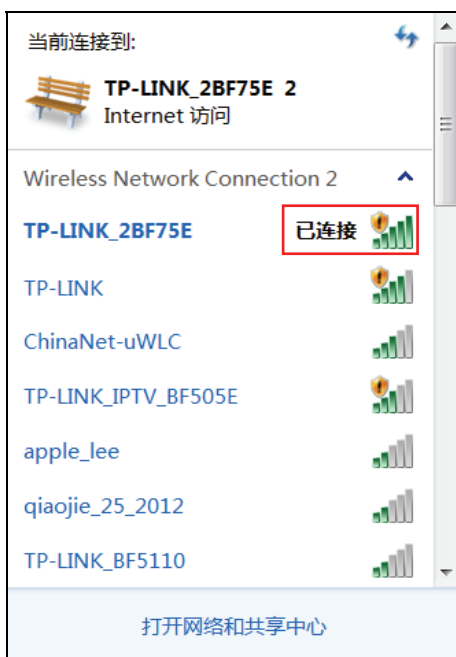 当前连接到:
TP-LINK_2BF75E 2
Internet 访问
Wireless Network Connection 2
TP-LINK_2BF75E 已连接
TP-LINK
ChinaNet-uWLC
TP-LINK_IPTV_BF505E
apple_lee
qiaojie_25_2012
TP-LINK_BF5110
打开网络和共享中心